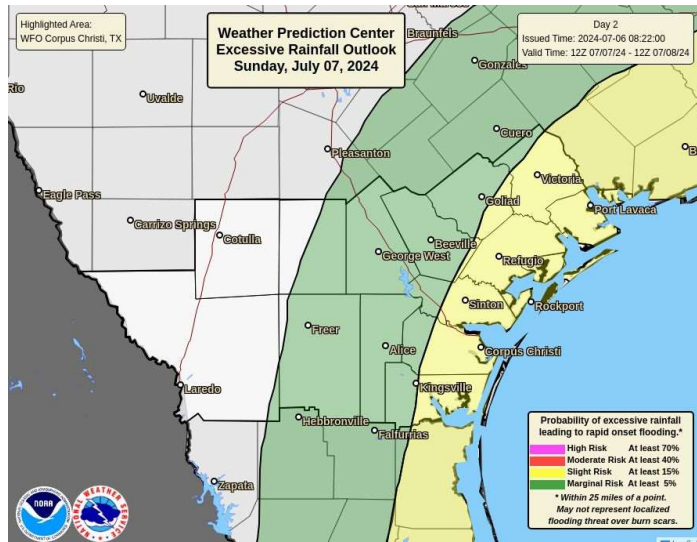 Highlighted Area:
WFO Corpus Christi, TX
Weather Prediction Center
Excessive Rainfall Outlook
Sunday, July 07, 2024
Day 2
Issued Time: 2024-07-06 08:22:00
Valid Time: 12Z 07/07/24 - 12Z 07/08/24
Braunfels
Gonzales
Rio
Uvalde
Cuero
Pleasanton
B
Victoria
Eagle Pass
Goliad
Port Lavaca
Carrizo Springs
Cotulla
Beeville
George West
Refugio
Sinton
Rockport
Freer
Alice
Corpus Christi
Laredo
Kingsville
Hebbronville
Falfurrias
Zapata
Probability of excessive rainfall
leading to rapid onset flooding.*
High Risk At least 70%
Moderate Risk At least 40%
Slight Risk At least 15%
Marginal Risk At least 5%
* Within 25 miles of a point.
May not represent localized
flooding threat over burn scars.
NOAA
NATIONAL WEATHER SERVICE